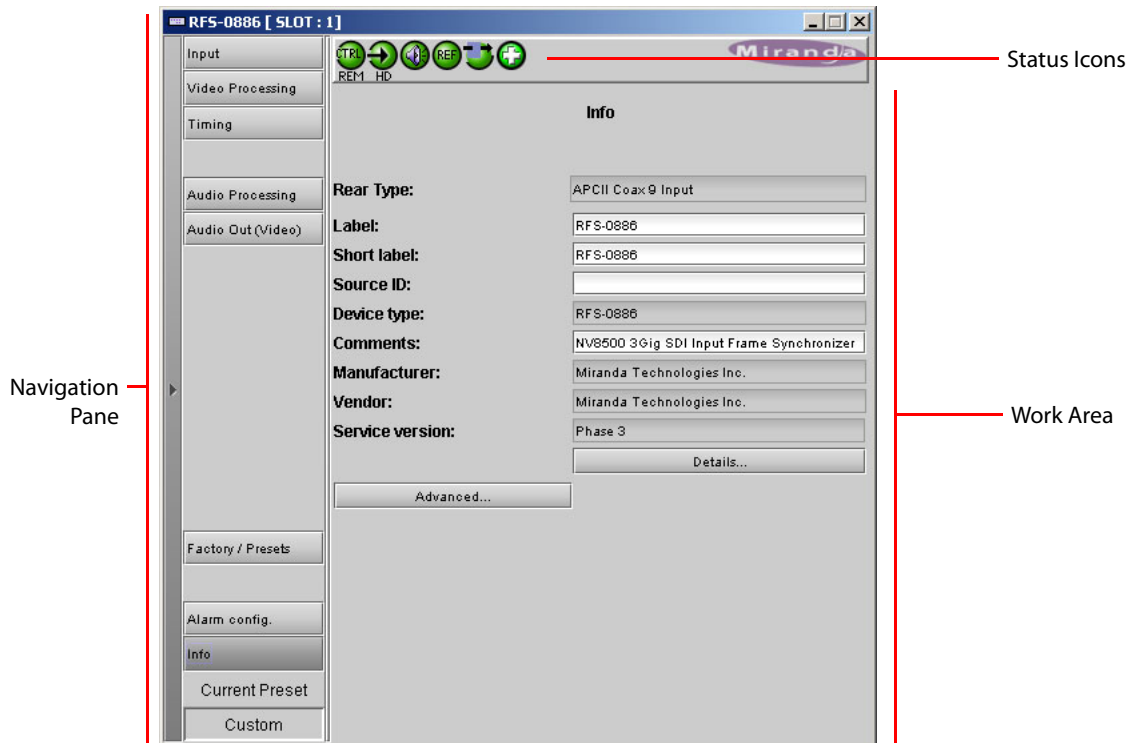 RFS-0886 [ SLOT : 1]
Input
Video Processing
Timing
Audio Processing
Audio Out (Video)
Factory / Presets
Alarm config.
Info
Current Preset
Custom
CTRL
REF
REM HD
Miranda
Info
Rear Type: APCII Coax 9 Input
Label: RFS-0886
Short label: RFS-0886
Source ID:
Device type: RFS-0886
Comments: NV8500 3Gig SDI Input Frame Synchronizer
Manufacturer: Miranda Technologies Inc.
Vendor: Miranda Technologies Inc.
Service version: Phase 3
Details...
Advanced...
Status Icons
Navigation
Pane
Work Area